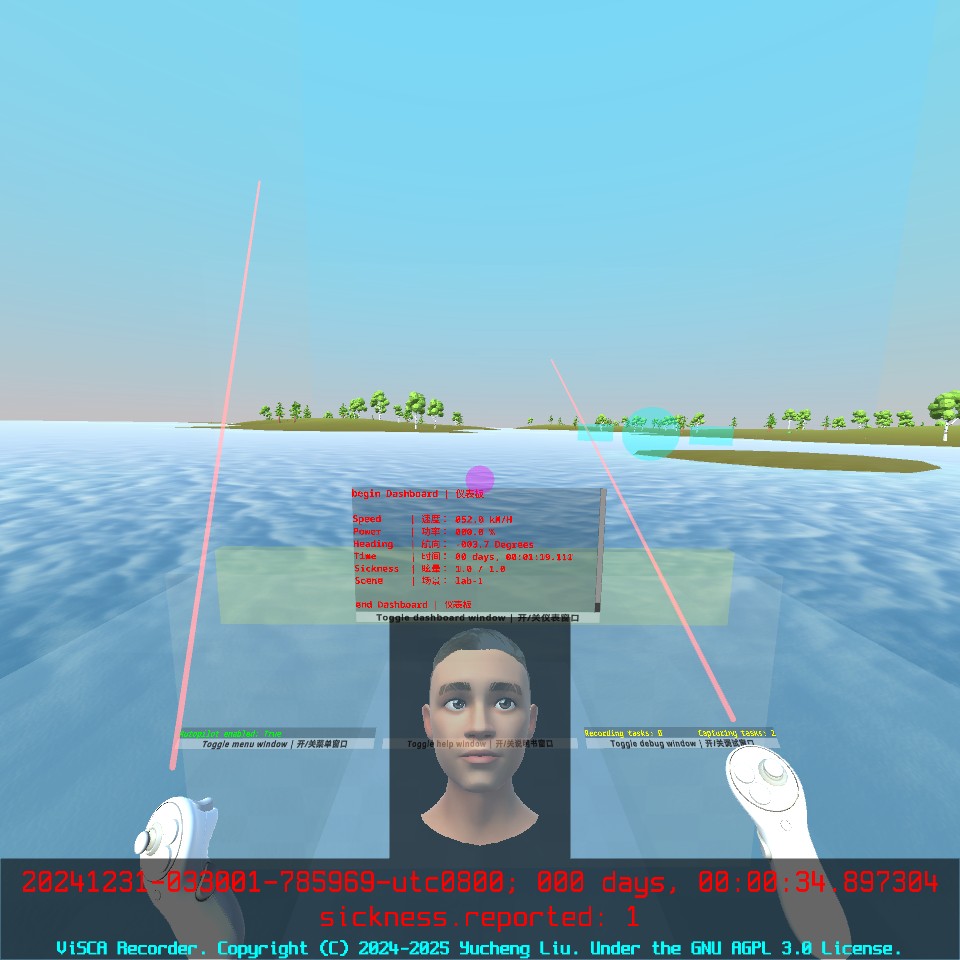 begin Dashboard | 仪表板
Speed | 速度： 052.0 kM/H
Power | 功率： 000.0 %
Heading | 航向： -003.7 Degrees
Time | 时间： 00 days, 00:01:19.112
Sickness | 眩晕： 1.0 / 1.0
Scene | 场景： lab-1
end Dashboard | 仪表板
Toggle dashboard window | 开/关仪表窗口
Autopilot enabled: True
Toggle menu window | 开/关菜单窗口
Toggle help window | 开/关说明书窗口
Recording tasks: 0 Capturing tasks: 2
Toggle debug window | 开/关调试窗口
20241231-033001-785969-utc0800; 000 days, 00:00:34.897304
sickness.reported: 1
ViSCA Recorder. Copyright (C) 2024-2025 Yucheng Liu. Under the GNU AGPL 3.0 License.